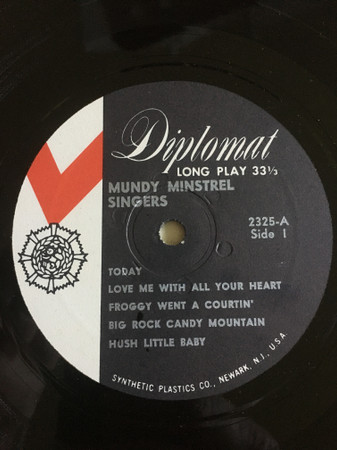 Diplomat
LONG PLAY 33⅓
MUNDY MINSTREL
SINGERS
2325-A
Side 1
TODAY
LOVE ME WITH ALL YOUR HEART
FROGGY WENT A COURTIN'
BIG ROCK CANDY MOUNTAIN
HUSH LITTLE BABY
SYNTHETIC PLASTICS CO., NEWARK, N.J., U.S.A.